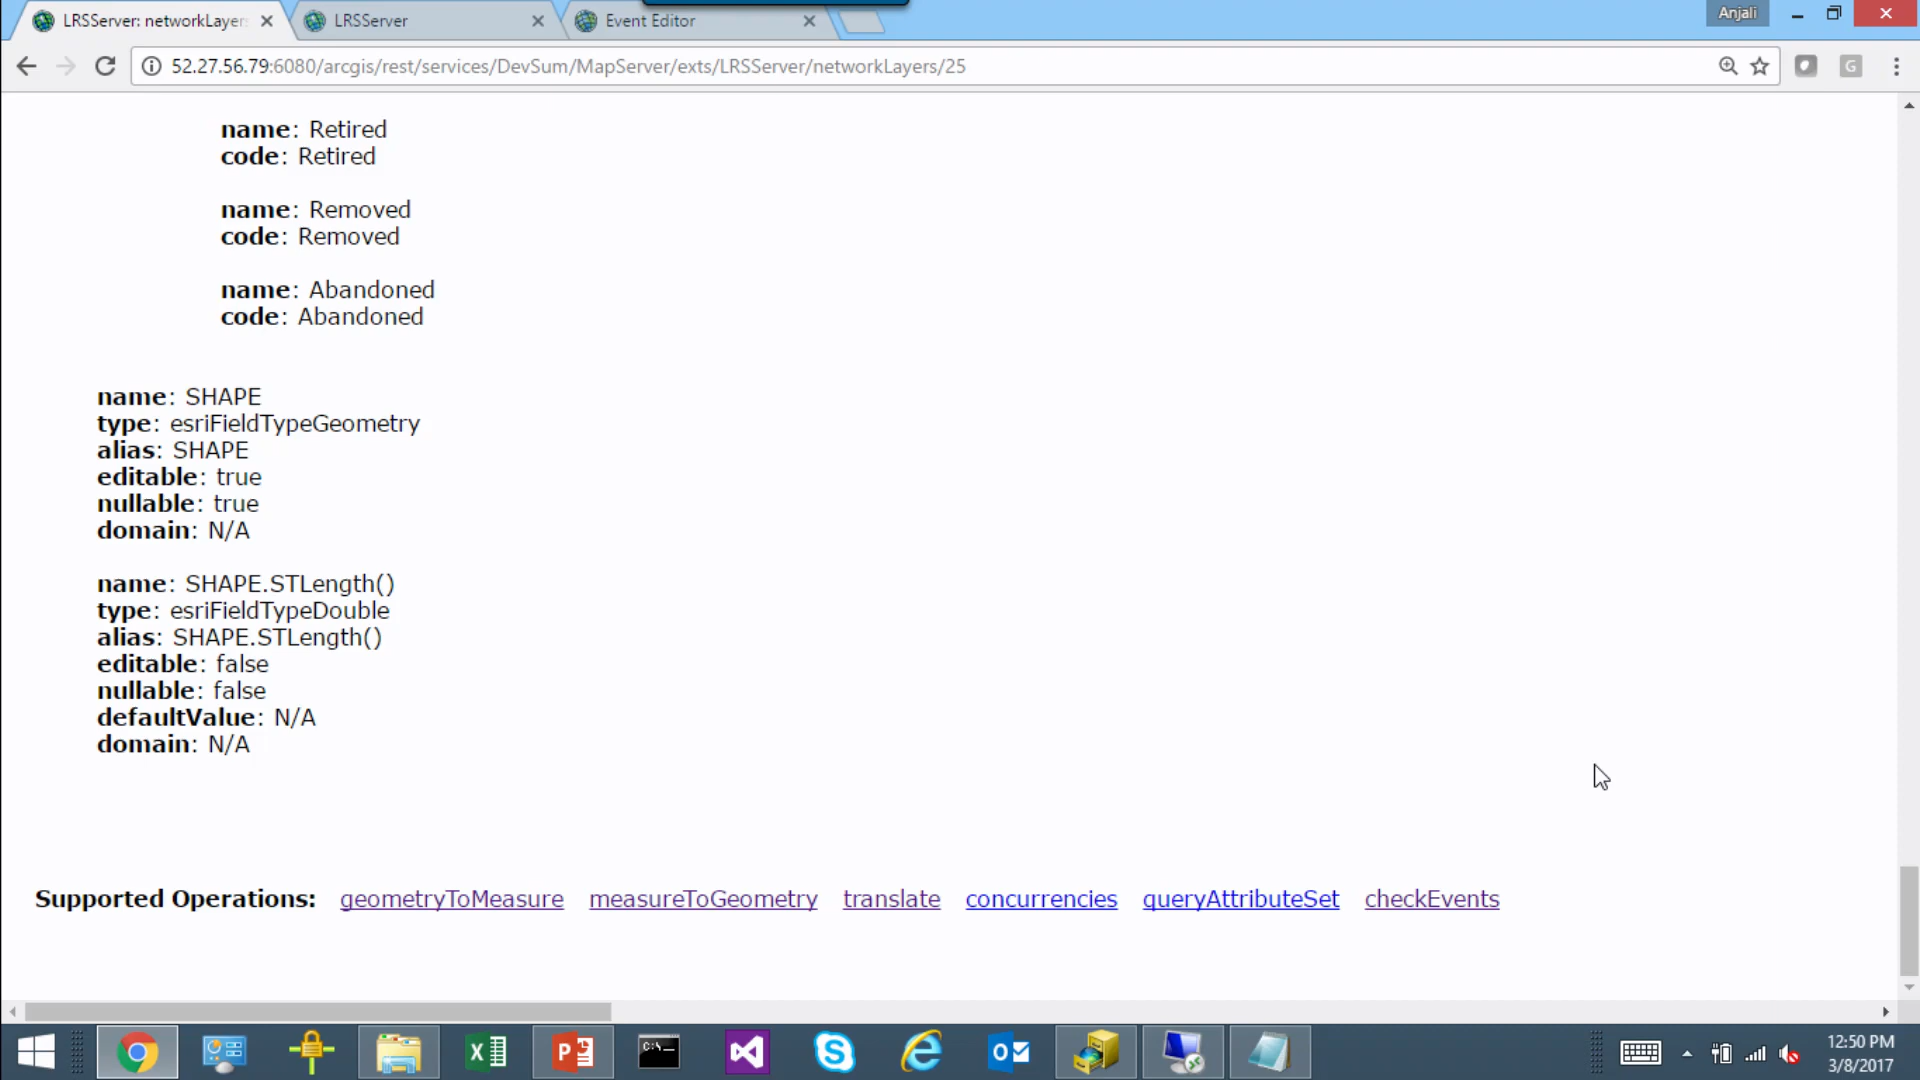 LRSServer: networkLayer
LRSServer
Event Editor
Anjali
52.27.56.79:6080/arcgis/rest/services/DevSum/MapServer/exts/LRSServer/networkLayers/25
G
name: Retired
code: Retired
name: Removed
code: Removed
name: Abandoned
code: Abandoned
name: SHAPE
type: esriFieldTypeGeometry
alias: SHAPE
editable: true
nullable: true
domain: N/A
name: SHAPE.STLength()
type: esriFieldTypeDouble
alias: SHAPE.STLength()
editable: false
nullable: false
defaultValue: N/A
domain: N/A
Supported Operations: geometryToMeasure measureToGeometry translate concurrencies queryAttributeSet checkEvents
12:50 PM
3/8/2017